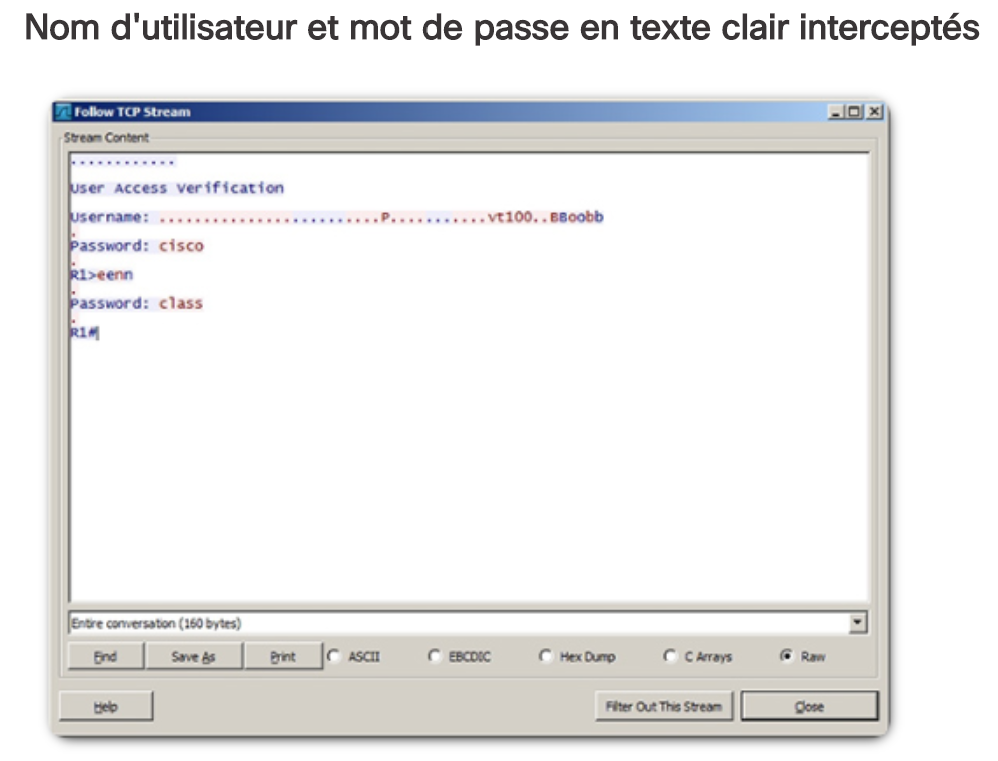 Nom d'utilisateur et mot de passe en texte clair interceptés
Follow TCP Stream
Stream Content
............
User Access Verification
Username: .........................P...........vt100..BBoobb
.
Password: cisco
.
R1>eenn
.
Password: class
.
R1#
Entire conversation (160 bytes)
Find Save As Print ASCII EBCDIC Hex Dump C Arrays Raw
Help Filter Out This Stream Close